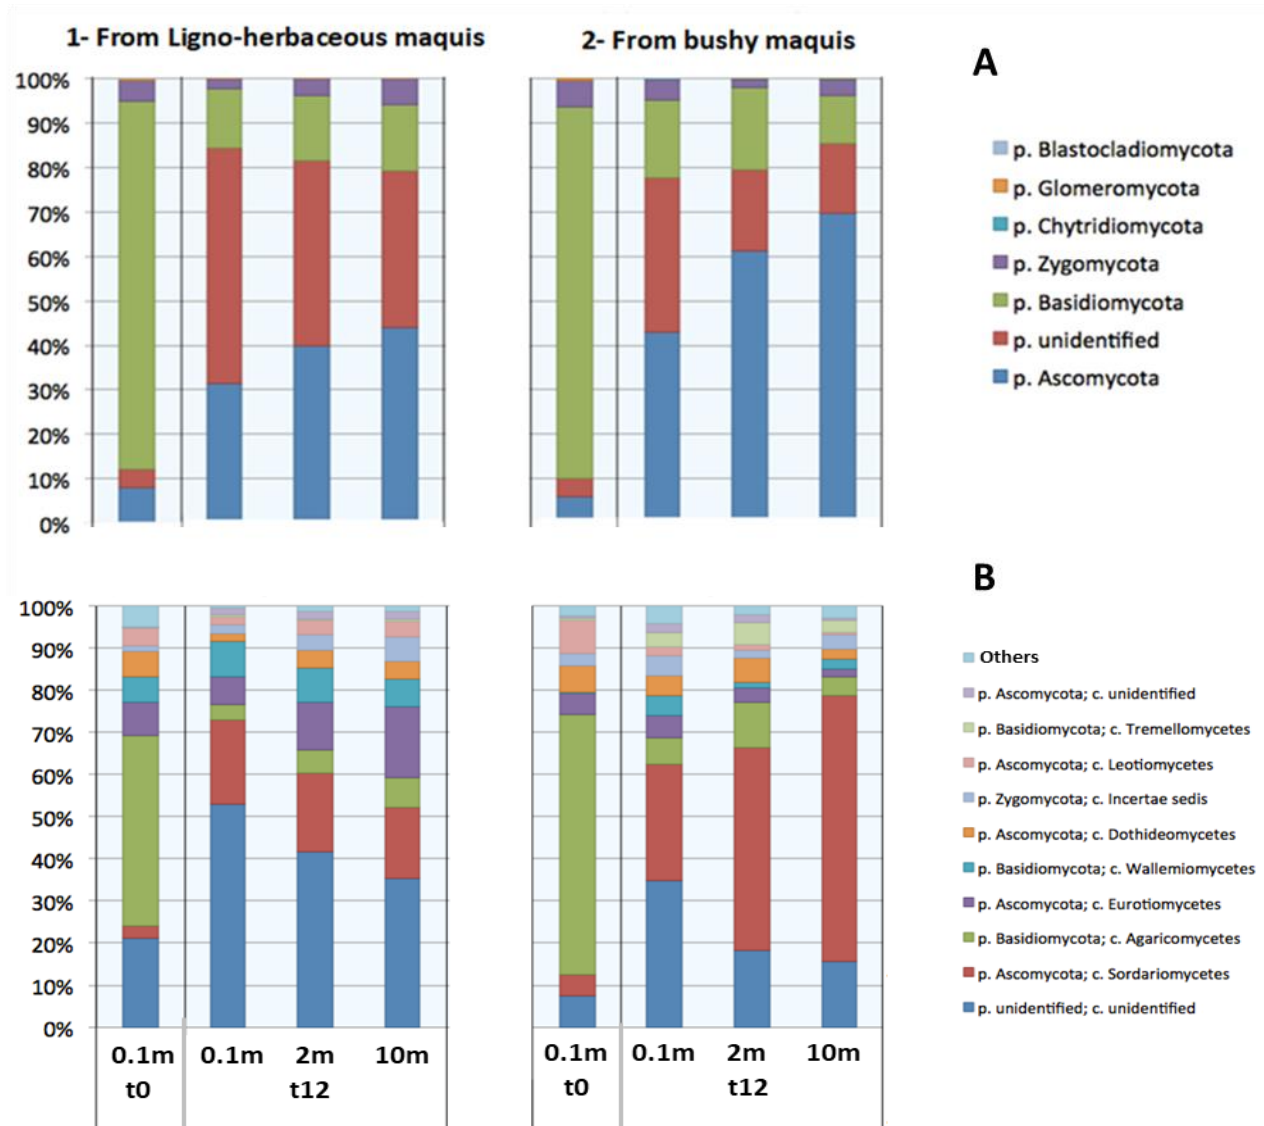 1- From Ligno-herbaceous maquis
2- From bushy maquis
A
100%
90%
80%
70%
60%
50%
40%
30%
20%
10%
0%
p. Blastocladiomycota
p. Glomeromycota
p. Chytridiomycota
p. Zygomycota
p. Basidiomycota
p. unidentified
p. Ascomycota
B
100%
90%
80%
70%
60%
50%
40%
30%
20%
10%
0%
Others
p. Ascomycota; c. unidentified
p. Basidiomycota; c. Tremellomycetes
p. Ascomycota; c. Leotiomycetes
p. Zygomycota; c. Incertae sedis
p. Ascomycota; c. Dothideomycetes
p. Basidiomycota; c. Wallemiomycetes
p. Ascomycota; c. Eurotiomycetes
p. Basidiomycota; c. Agaricomycetes
p. Ascomycota; c. Sordariomycetes
p. unidentified; c. unidentified
0.1m 0.1m 2m 10m
t0 t12
0.1m 0.1m 2m 10m
t0 t12